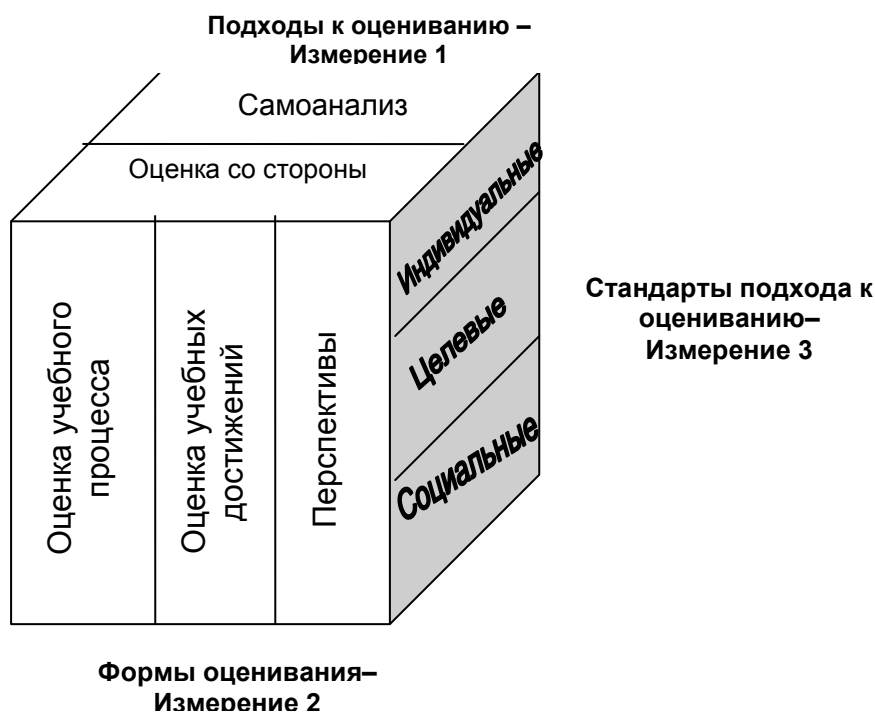 Подходы к оцениванию –
Измерение 1
Самоанализ
Оценка со стороны
Индивидуальные
Целевые
Социальные
Оценка учебного
процесса
Оценка учебных
достижений
Перспективы
Стандарты подхода к
оцениванию–
Измерение 3
Формы оценивания–
Измерение 2